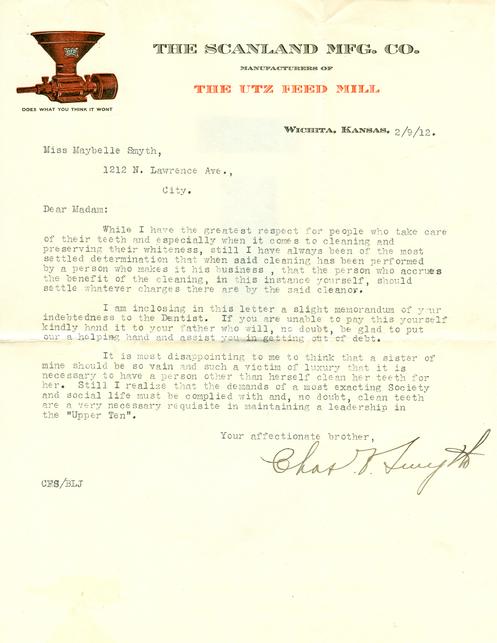 THE SCANLAND MFG. CO.
MANUFACTURERS OF
THE UTZ FEED MILL
DOES WHAT YOU THINK IT WONT
WICHITA, KANSAS, 2/9/12.
Miss Maybelle Smyth,
1212 N. Lawrence Ave.,
City.
Dear Madam:
While I have the greatest respect for people who take care
of their teeth and especially when it comes to cleaning and
preserving their whiteness, still I have always been of the most
settled determination that when said cleaning has been performed
by a person who makes it his business , that the person who accrues
the benefit of the cleaning, in this instance yourself, should
settle whatever charges there are by the said cleaner.
I am inclosing in this letter a slight memorandum of your
indebtedness to the Dentist. If you are unable to pay this yourself
kindly hand it to your father who will, no doubt, be glad to put
our a helping hand and assist you in getting out of debt.
It is most disappointing to me to think that a sister of
mine should be so vain and such a victim of luxury that it is
necessary to have a person other than herself clean her teeth for
her. Still I realize that the demands of a most exacting Society
and social life must be complied with and, no doubt, clean teeth
are a very necessary requisite in maintaining a leadership in
the "Upper Ten".
Your affectionate brother,
Chas. F. Smyth
CFS/BLJ